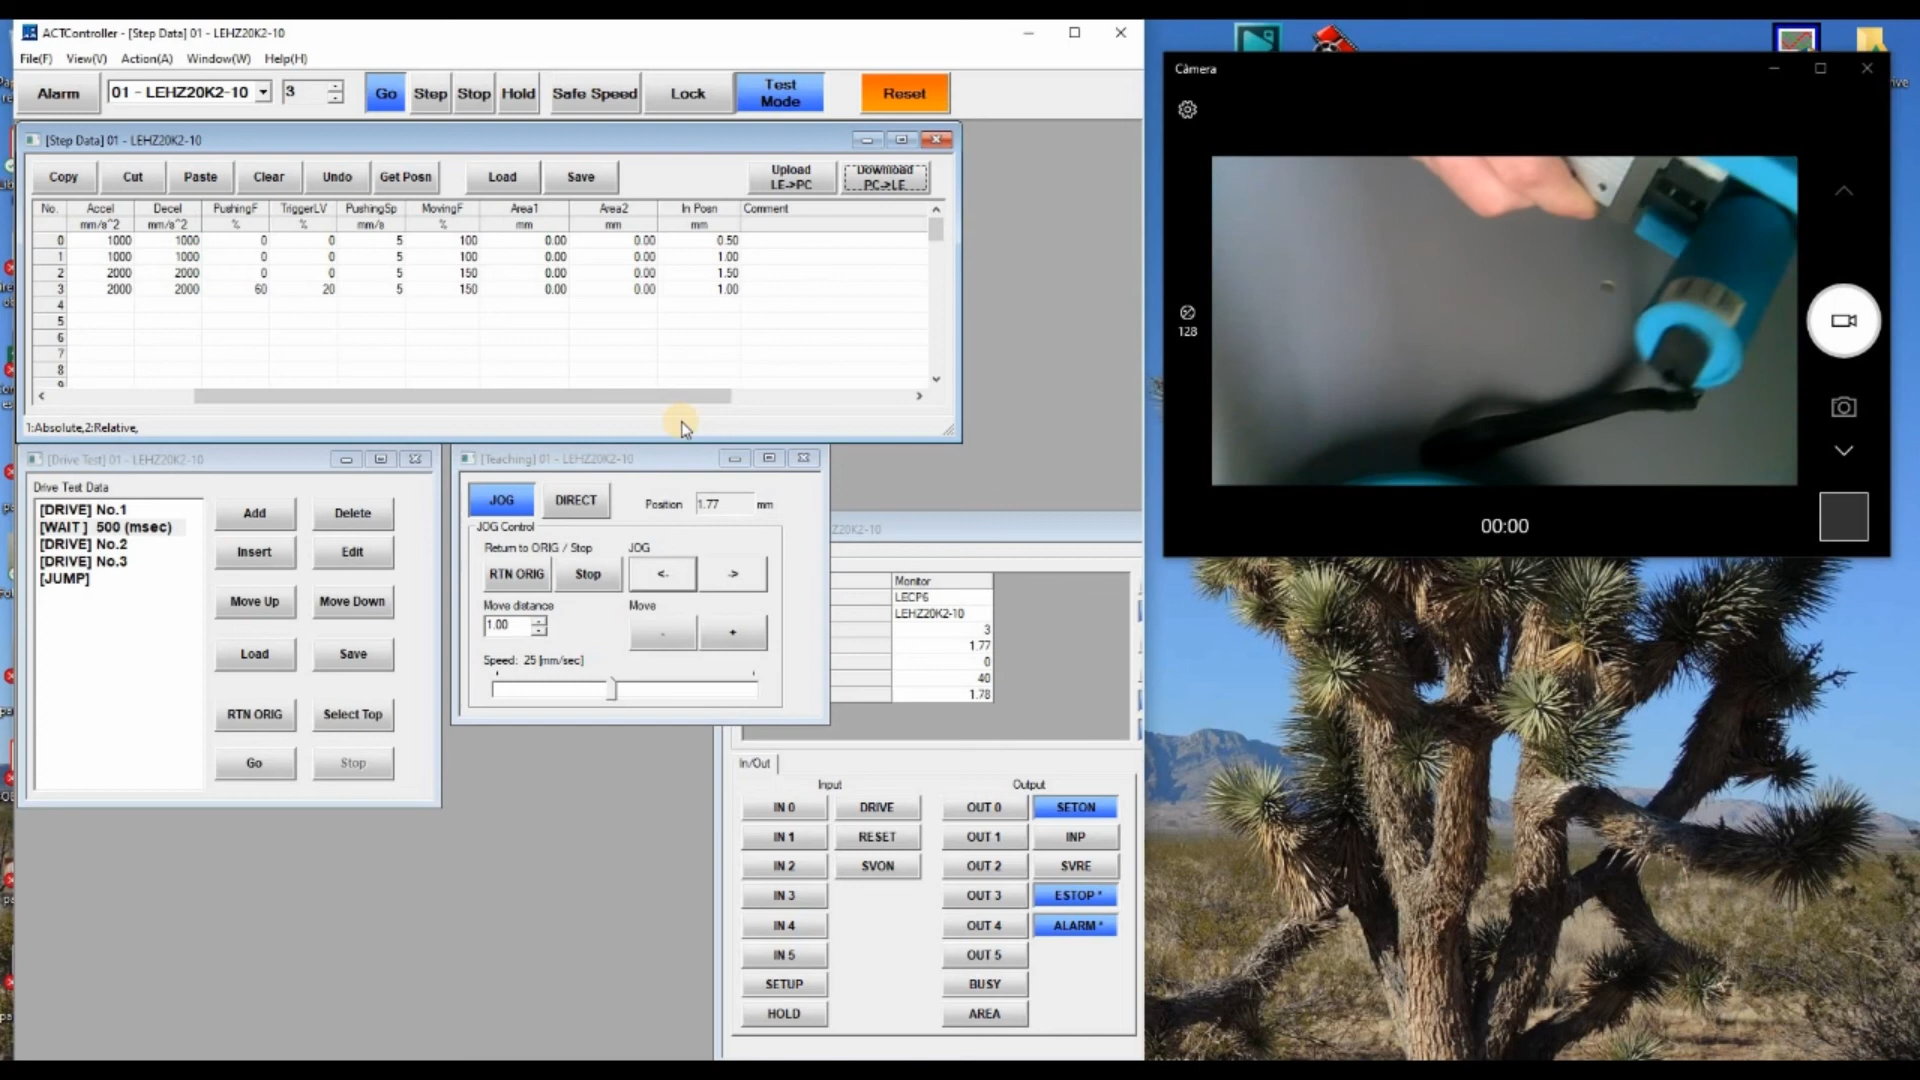 ACTController - [Step Data] 01 - LEHZ20K2-10
File(F) View(V) Action(A) Window(W) Help(H)
Alarm 01 - LEHZ20K2-10 3 Go Step Stop Hold Safe Speed Lock Test Mode Reset
[Step Data] 01 - LEHZ20K2-10
Copy Cut Paste Clear Undo Get Posn Load Save Upload LE->PC Download PC->LE
No. Accel Decel PushingF TriggerLV PushingSp MovingF Area1 Area2 In Posn Comment
mm/s^2 mm/s^2 % % mm/s % mm mm mm
0 1000 1000 0 0 5 100 0.00 0.00 0.50
1 1000 1000 0 0 5 100 0.00 0.00 1.00
2 2000 2000 0 0 5 150 0.00 0.00 1.50
3 2000 2000 60 20 5 150 0.00 0.00 1.00
4
5
6
7
8
9
1:Absolute,2:Relative,
[Drive Test] 01 - LEHZ20K2-10
Drive Test Data
[DRIVE] No.1
[WAIT ] 500 (msec)
[DRIVE] No.2
[DRIVE] No.3
[JUMP]
Add Delete
Insert Edit
Move Up Move Down
Load Save
RTN ORIG Select Top
Go Stop
[Teaching] 01 - LEHZ20K2-10
JOG DIRECT Position 1.77 mm
JOG Control
Return to ORIG / Stop JOG
RTN ORIG Stop <- ->
Move distance Move
1.00 - +
Speed: 25 [mm/sec]
Z20K2-10
Monitor
LECP6
LEHZ20K2-10
3
1.77
0
40
1.78
In/Out
Input Output
IN 0 DRIVE OUT 0 SETON
IN 1 RESET OUT 1 INP
IN 2 SVON OUT 2 SVRE
IN 3 OUT 3 ESTOP *
IN 4 OUT 4 ALARM *
IN 5 OUT 5
SETUP BUSY
HOLD AREA
Càmera
128
00:00